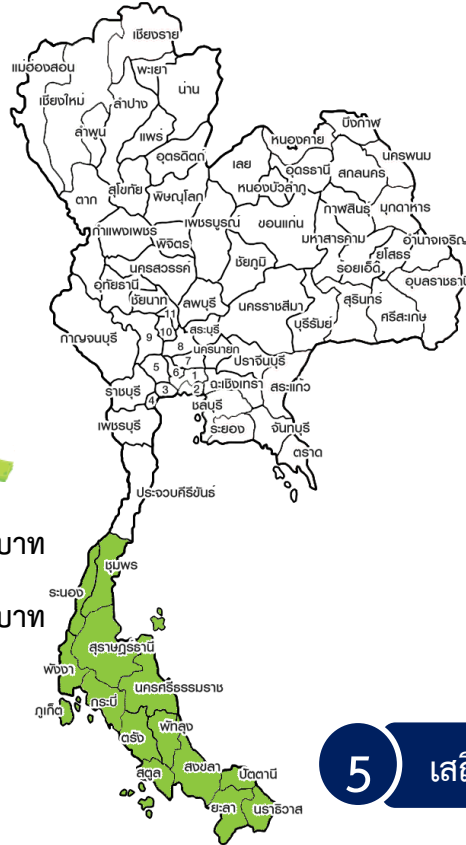 เชียงราย
แม่ฮ่องสอน
พะเยา
น่าน
เชียงใหม่
ลำปาง
ลำพูน
แพร่
บึงกาฬ
อุตรดิตถ์
หนองคาย
เลย
นครพนม
อุดรธานี
สกลนคร
ตาก
สุโขทัย
พิษณุโลก
หนองบัวลำภู
กำแพงเพชร
เพชรบูรณ์
ขอนแก่น
กาฬสินธุ์
มุกดาหาร
พิจิตร
มหาสารคาม
อำนาจเจริญ
นครสวรรค์
ชัยภูมิ
ยโสธร
ร้อยเอ็ด
อุบลราชธานี
อุทัยธานี
ชัยนาท
ลพบุรี
นครราชสีมา
สุรินทร์
ศรีสะเกษ
บุรีรัมย์
11
กาญจนบุรี
9
10
สระบุรี
8
นครนายก
ปราจีนบุรี
7
5
6
1
ฉะเชิงเทรา
สระแก้ว
ราชบุรี
3
2
4
ชลบุรี
เพชรบุรี
ระยอง
จันทบุรี
ตราด
ประจวบคีรีขันธ์
บาท
ชุมพร
ระนอง
บาท
สุราษฎร์ธานี
พังงา
นครศรีธรรมราช
กระบี่
ภูเก็ต
พัทลุง
ตรัง
สงขลา
ปัตตานี
สตูล
ยะลา
นราธิวาส
5